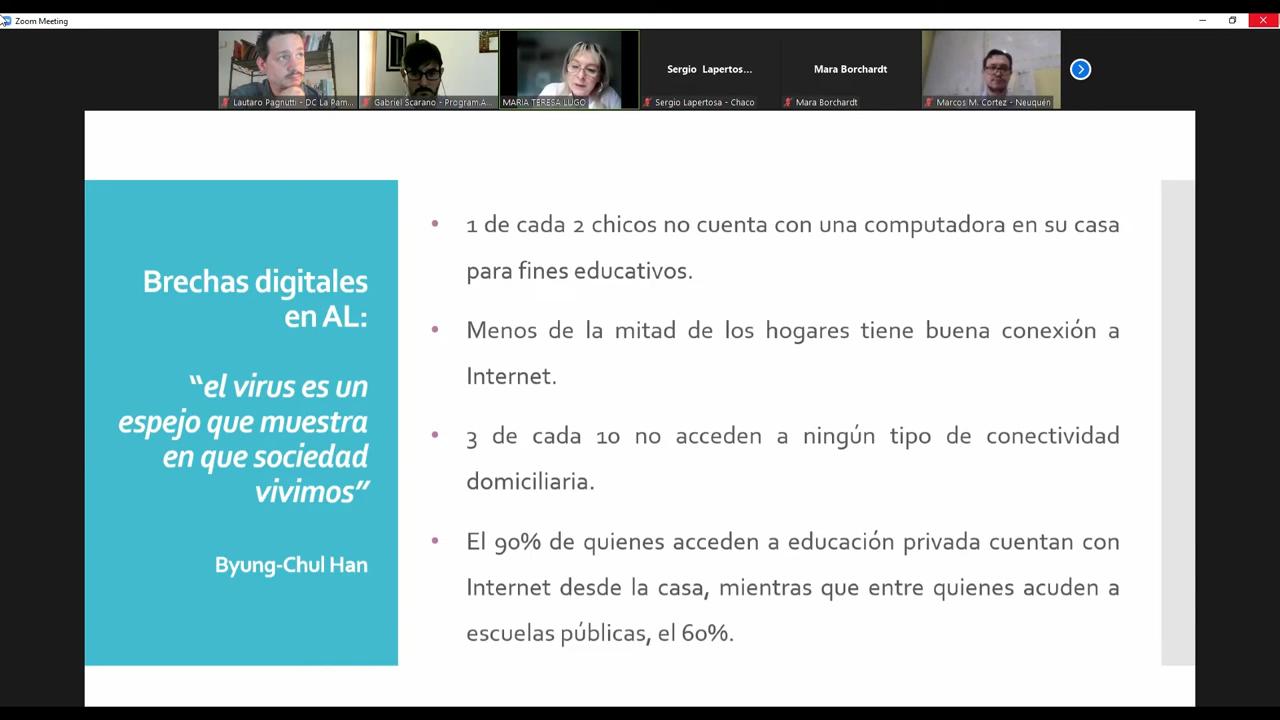 Zoom Meeting
Sergio Lapertos...
Mara Borchardt
Lautaro Pagnutti - DC La Pam...
Gabriel Scarano - Program.A...
MARIA TERESA LUGO
Sergio Lapertosa - Chaco
Mara Borchardt
Marcos M. Cortez - Neuquén
Brechas digitales
en AL:
“el virus es un
espejo que muestra
en que sociedad
vivimos”
Byung-Chul Han
• 1 de cada 2 chicos no cuenta con una computadora en su casa
para fines educativos.
• Menos de la mitad de los hogares tiene buena conexión a
Internet.
• 3 de cada 10 no acceden a ningún tipo de conectividad
domiciliaria.
• El 90% de quienes acceden a educación privada cuentan con
Internet desde la casa, mientras que entre quienes acuden a
escuelas públicas, el 60%.